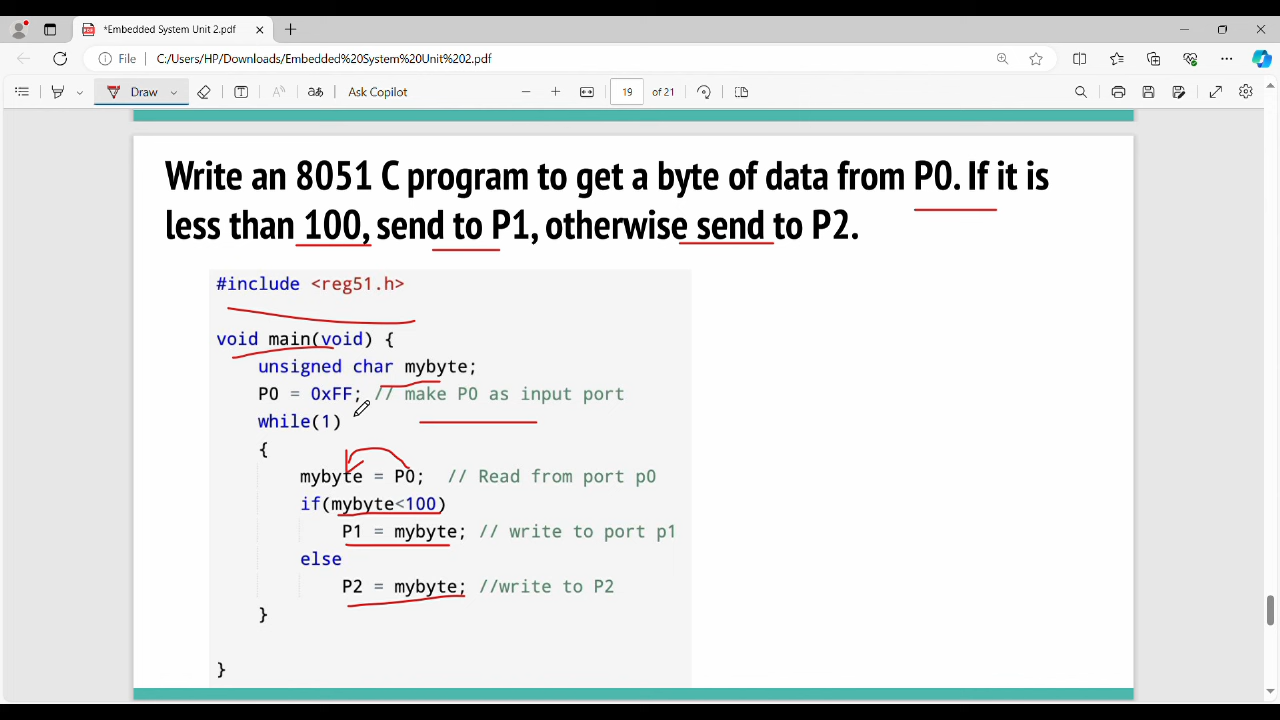 *Embedded System Unit 2.pdf
File
C:/Users/HP/Downloads/Embedded%20System%20Unit%202.pdf
Draw
Ask Copilot
19 of 21
Write an 8051 C program to get a byte of data from P0. If it is
less than 100, send to P1, otherwise send to P2.
#include <reg51.h>
void main(void) {
unsigned char mybyte;
P0 = 0xFF; // make P0 as input port
while(1)
{
mybyte = P0; // Read from port p0
if(mybyte<100)
P1 = mybyte; // write to port p1
else
P2 = mybyte; //write to P2
}
}